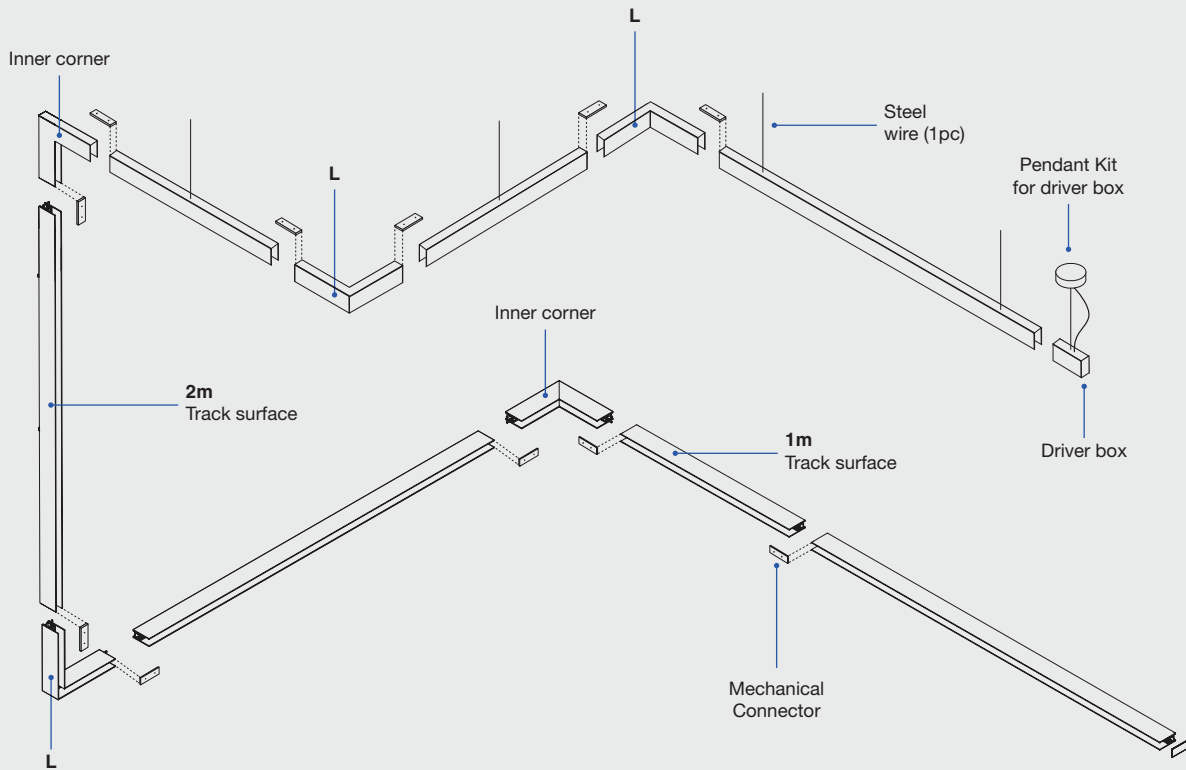 L
Inner corner
Steel
wire (1pc)
Pendant Kit
for driver box
L
Inner corner
2m
Track surface
1m
Track surface
Driver box
Mechanical
Connector
L